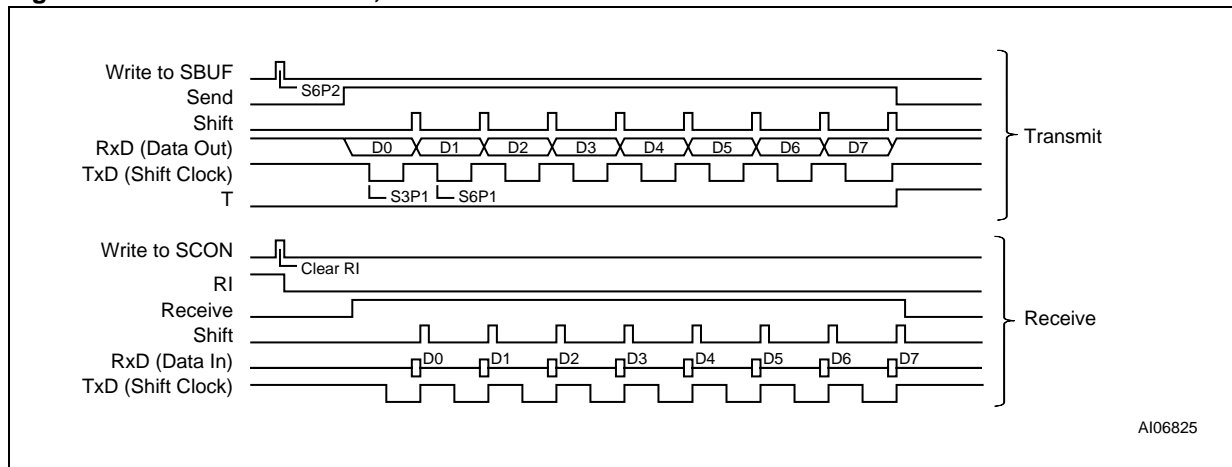 Write to SBUF
S6P2
Send
Shift
RxD (Data Out)
D0 D1 D2 D3 D4 D5 D6 D7
TxD (Shift Clock)
S3P1 S6P1
T
Transmit
Write to SCON
Clear RI
RI
Receive
Shift
RxD (Data In)
D0 D1 D2 D3 D4 D5 D6 D7
TxD (Shift Clock)
Receive
AI06825